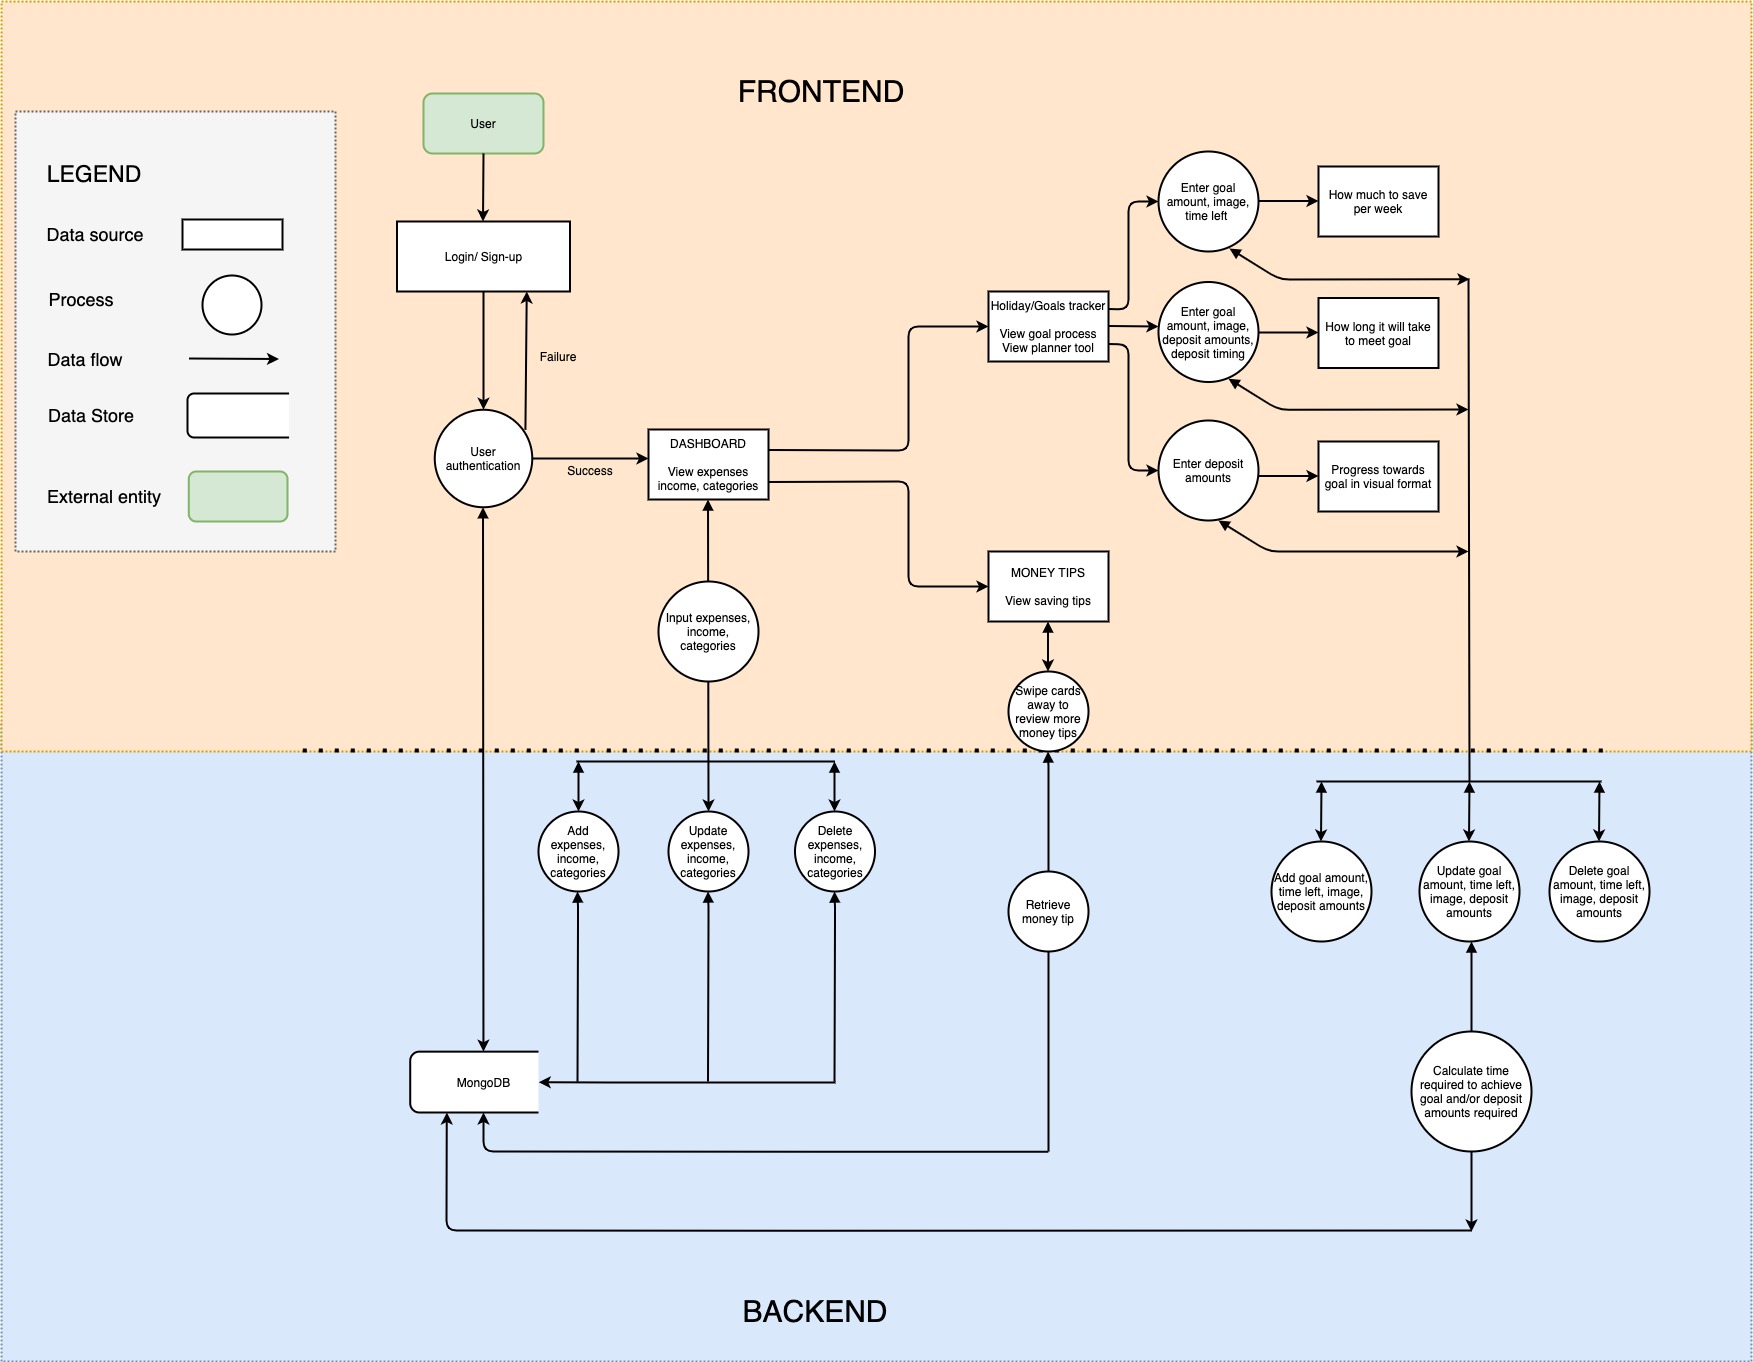 FRONTEND
LEGEND
Data source
Process
Data flow
Data Store
External entity
User
Login/ Sign-up
Failure
User
authentication
Success
DASHBOARD
View expenses
income, categories
Input expenses,
income,
categories
Holiday/Goals tracker
View goal process
View planner tool
MONEY TIPS
View saving tips
Swipe cards
away to
review more
money tips
Enter goal
amount, image,
time left
How much to save
per week
Enter goal
amount, image,
deposit amounts,
deposit timing
How long it will take
to meet goal
Enter deposit
amounts
Progress towards
goal in visual format
Add
expenses,
income,
categories
Update
expenses,
income,
categories
Delete
expenses,
income,
categories
Retrieve
money tip
Add goal amount,
time left, image,
deposit amounts
Update goal
amount, time left,
image, deposit
amounts
Delete goal
amount, time left,
image, deposit
amounts
MongoDB
Calculate time
required to achieve
goal and/or deposit
amounts required
BACKEND